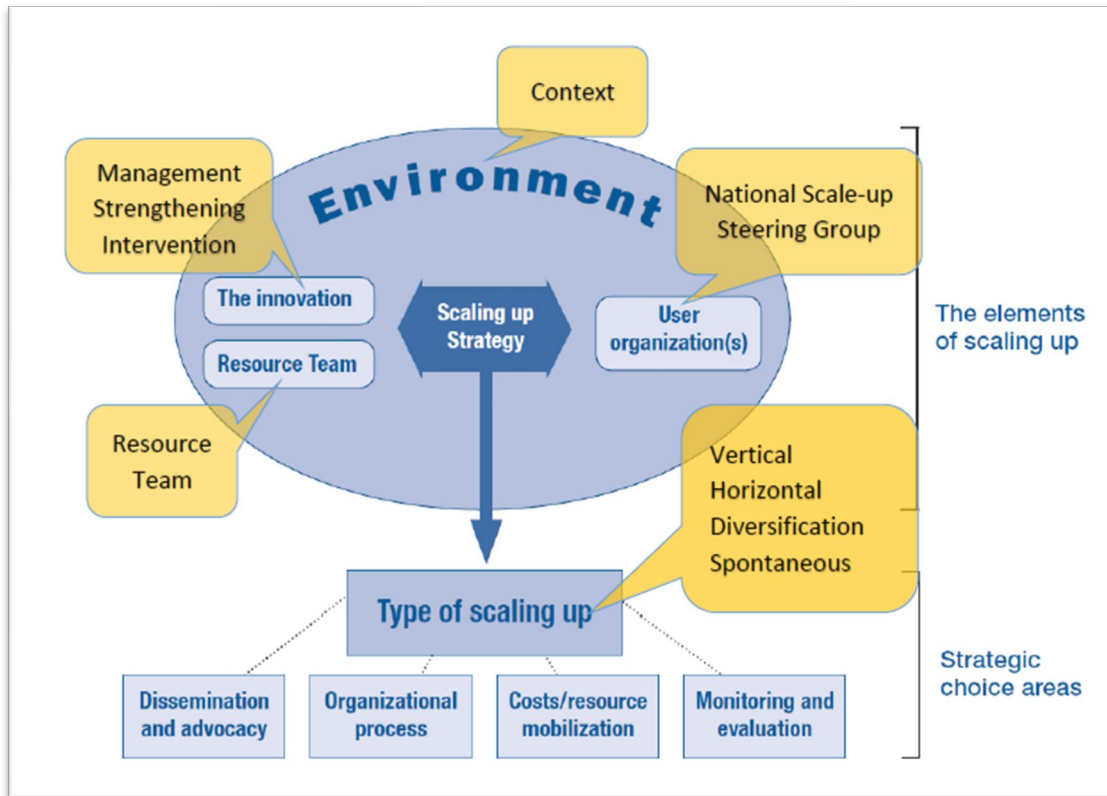 Context
Management
Strengthening
Intervention
Environment
National Scale-up
Steering Group
The innovation
Scaling up
Strategy
User
organization(s)
The elements
of scaling up
Resource Team
Resource
Team
Vertical
Horizontal
Diversification
Spontaneous
Type of scaling up
Strategic
choice areas
Dissemination
and advocacy
Organizational
process
Costs/resource
mobilization
Monitoring and
evaluation